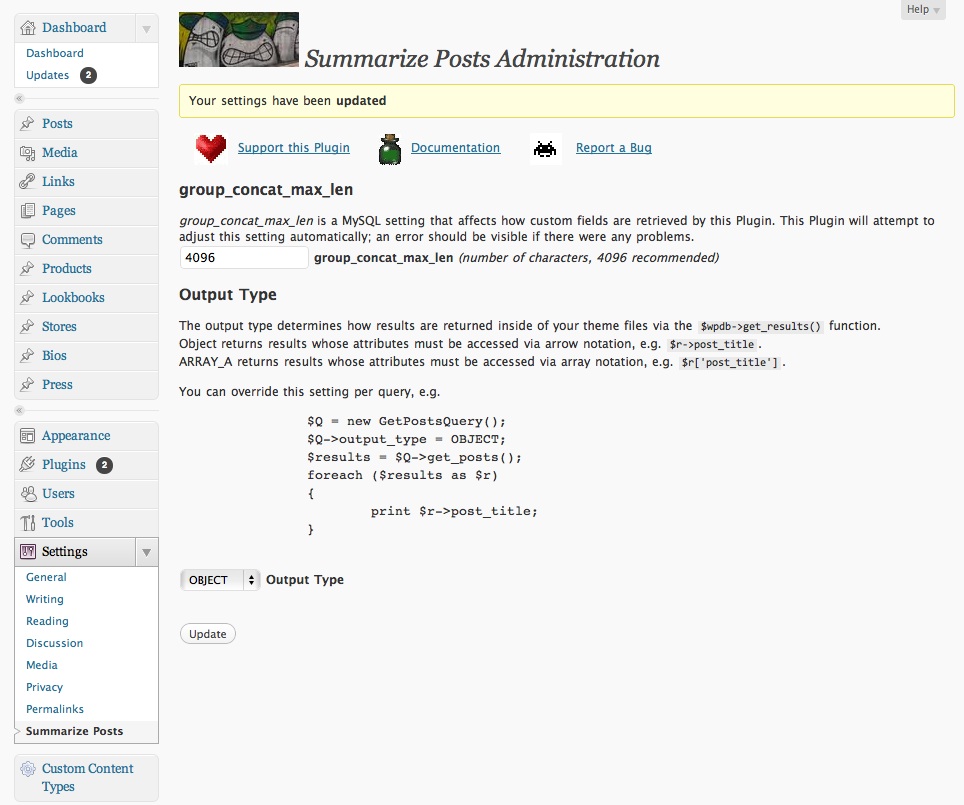 Help
Dashboard
Dashboard
Updates 2
Posts
Media
Links
Pages
Comments
Products
Lookbooks
Stores
Bios
Press
Appearance
Plugins 2
Users
Tools
Settings
General
Writing
Reading
Discussion
Media
Privacy
Permalinks
Summarize Posts
Custom Content
Types
Summarize Posts Administration
Your settings have been updated
Support this Plugin Documentation Report a Bug
group_concat_max_len
group_concat_max_len is a MySQL setting that affects how custom fields are retrieved by this Plugin. This Plugin will attempt to
adjust this setting automatically; an error should be visible if there were any problems.
4096 group_concat_max_len (number of characters, 4096 recommended)
Output Type
The output type determines how results are returned inside of your theme files via the $wpdb->get_results() function.
Object returns results whose attributes must be accessed via arrow notation, e.g. $r->post_title.
ARRAY_A returns results whose attributes must be accessed via array notation, e.g. $r['post_title'].
You can override this setting per query, e.g.
$Q = new GetPostsQuery();
$Q->output_type = OBJECT;
$results = $Q->get_posts();
foreach ($results as $r)
{
print $r->post_title;
}
OBJECT Output Type
Update